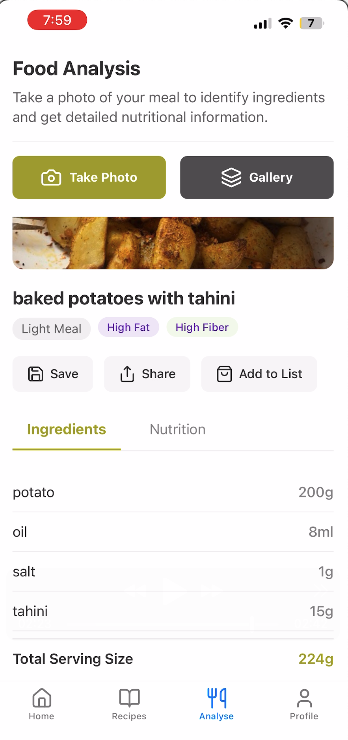 7:59
7
Food Analysis
Take a photo of your meal to identify ingredients
and get detailed nutritional information.
Take Photo
Gallery
baked potatoes with tahini
Light Meal
High Fat
High Fiber
Save
Share
Add to List
Ingredients
Nutrition
potato 200g
oil 8ml
salt 1g
tahini 15g
Total Serving Size 224g
Home
Recipes
Analyse
Profile